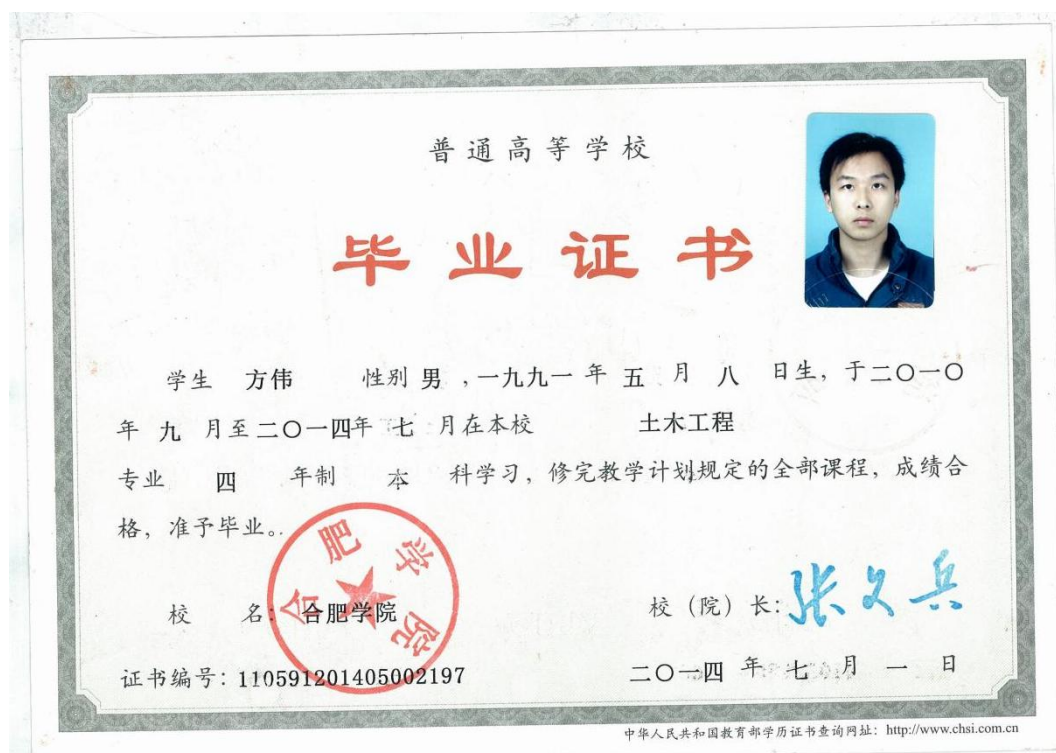 普通高等学校
毕业证书
学生 方伟 性别 男 ,一九九一 年 五 月 八 日生, 于二〇一〇
年 九 月至二〇一四年 七 月在本校 土木工程
专业 四 年制 本 科学习, 修完教学计划规定的全部课程, 成绩合
格, 准予毕业。
合肥学院
校 名: 合肥学院
校 (院) 长: 张文兵
证书编号: 110591201405002197
二〇一四 年 七 月 一 日
中华人民共和国教育部学历证书查询网址: http://www.chsi.com.cn